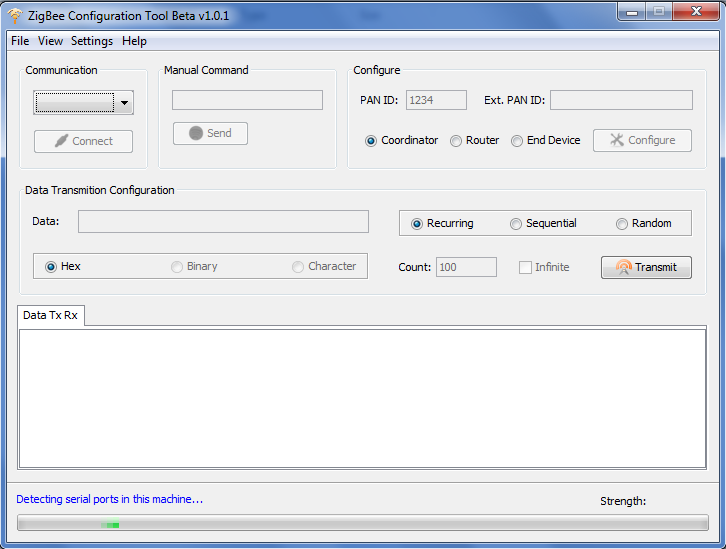 ZigBee Configuration Tool Beta v1.0.1
File View Settings Help
Communication Manual Command Configure
PAN ID: 1234 Ext. PAN ID:
Connect Send Coordinator Router End Device Configure
Data Transmition Configuration
Data: Recurring Sequential Random
Hex Binary Character Count: 100 Infinite Transmit
Data Tx Rx
Detecting serial ports in this machine...
Strength: